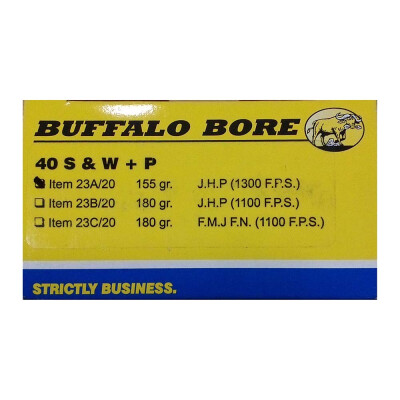 BUFFALO BORE
40 S & W + P
Item 23A/20 155 gr. J.H.P (1300 F.P.S.)
Item 23B/20 180 gr. J.H.P (1100 F.P.S.)
Item 23C/20 180 gr. F.M.J F.N. (1100 F.P.S.)
STRICTLY BUSINESS.